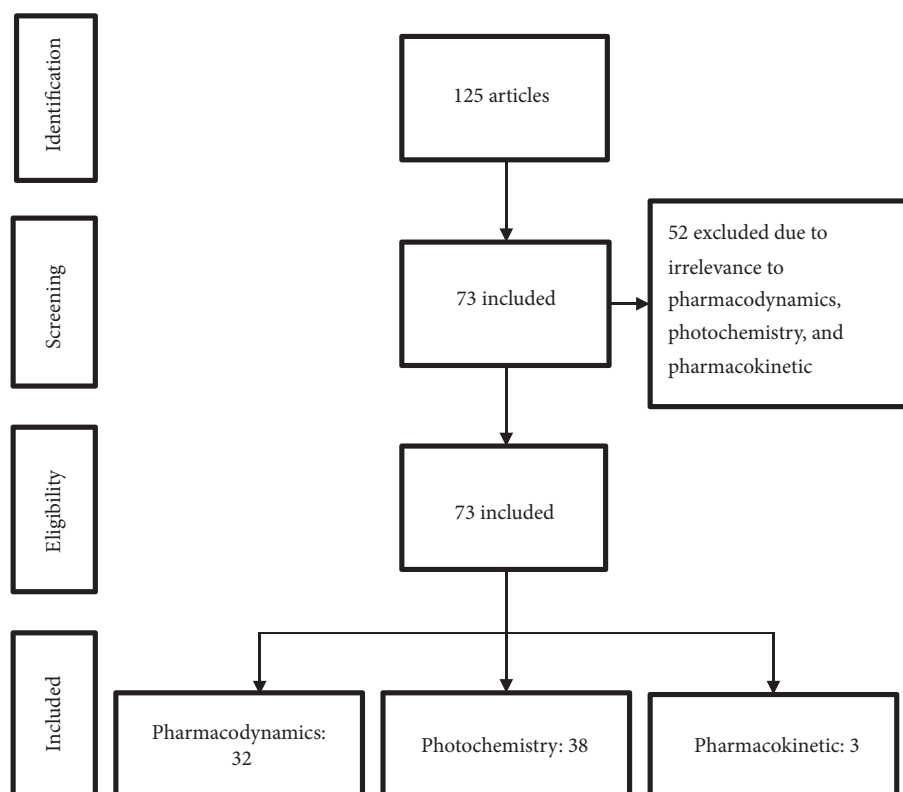 Identification
125 articles
Screening
73 included
52 excluded due to
irrelevance to
pharmacodynamics,
photochemistry, and
pharmacokinetic
Eligibility
73 included
Included
Pharmacodynamics:
32
Photochemistry: 38
Pharmacokinetic: 3